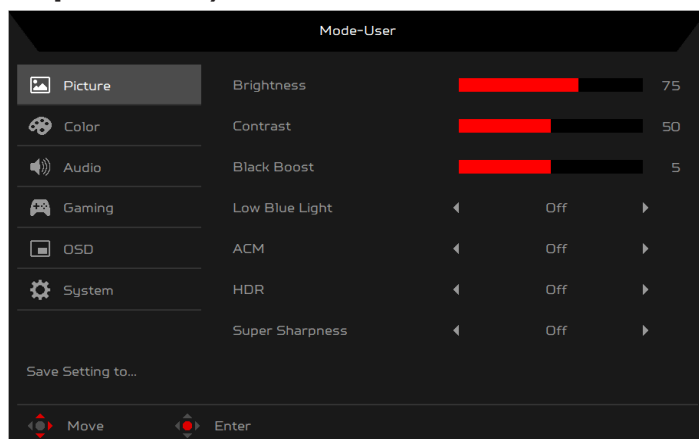 Mode-User
Picture
Brightness 75
Color
Contrast 50
Audio
Black Boost 5
Gaming
Low Blue Light Off
OSD
ACM Off
System
HDR Off
Super Sharpness Off
Save Setting to...
Move Enter